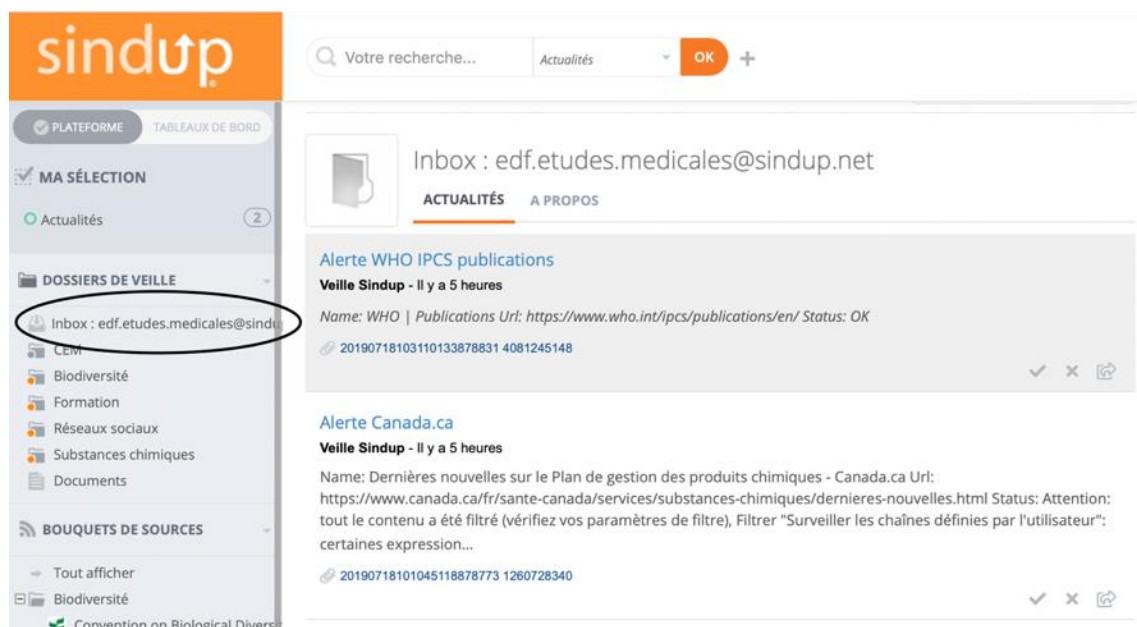 sindup
Votre recherche...
Actualités
OK
PLATEFORME
TABLEAUX DE BORD
MA SÉLECTION
Actualités
2
DOSSIERS DE VEILLE
Inbox : edf.etudes.medicales@sindu
CEM
Biodiversité
Formation
Réseaux sociaux
Substances chimiques
Documents
BOUQUETS DE SOURCES
Tout afficher
Biodiversité
Convention on Biological Divers
Inbox : edf.etudes.medicales@sindup.net
ACTUALITÉS
A PROPOS
Alerte WHO IPCS publications
Veille Sindup - Il y a 5 heures
Name: WHO | Publications Url: https://www.who.int/ipcs/publications/en/ Status: OK
20190718103110133878831 4081245148
Alerte Canada.ca
Veille Sindup - Il y a 5 heures
Name: Dernières nouvelles sur le Plan de gestion des produits chimiques - Canada.ca Url:
https://www.canada.ca/fr/sante-canada/services/substances-chimiques/dernieres-nouvelles.html Status: Attention:
tout le contenu a été filtré (vérifiez vos paramètres de filtre), Filtrer "Surveiller les chaînes définies par l'utilisateur":
certaines expression...
20190718101045118878773 1260728340